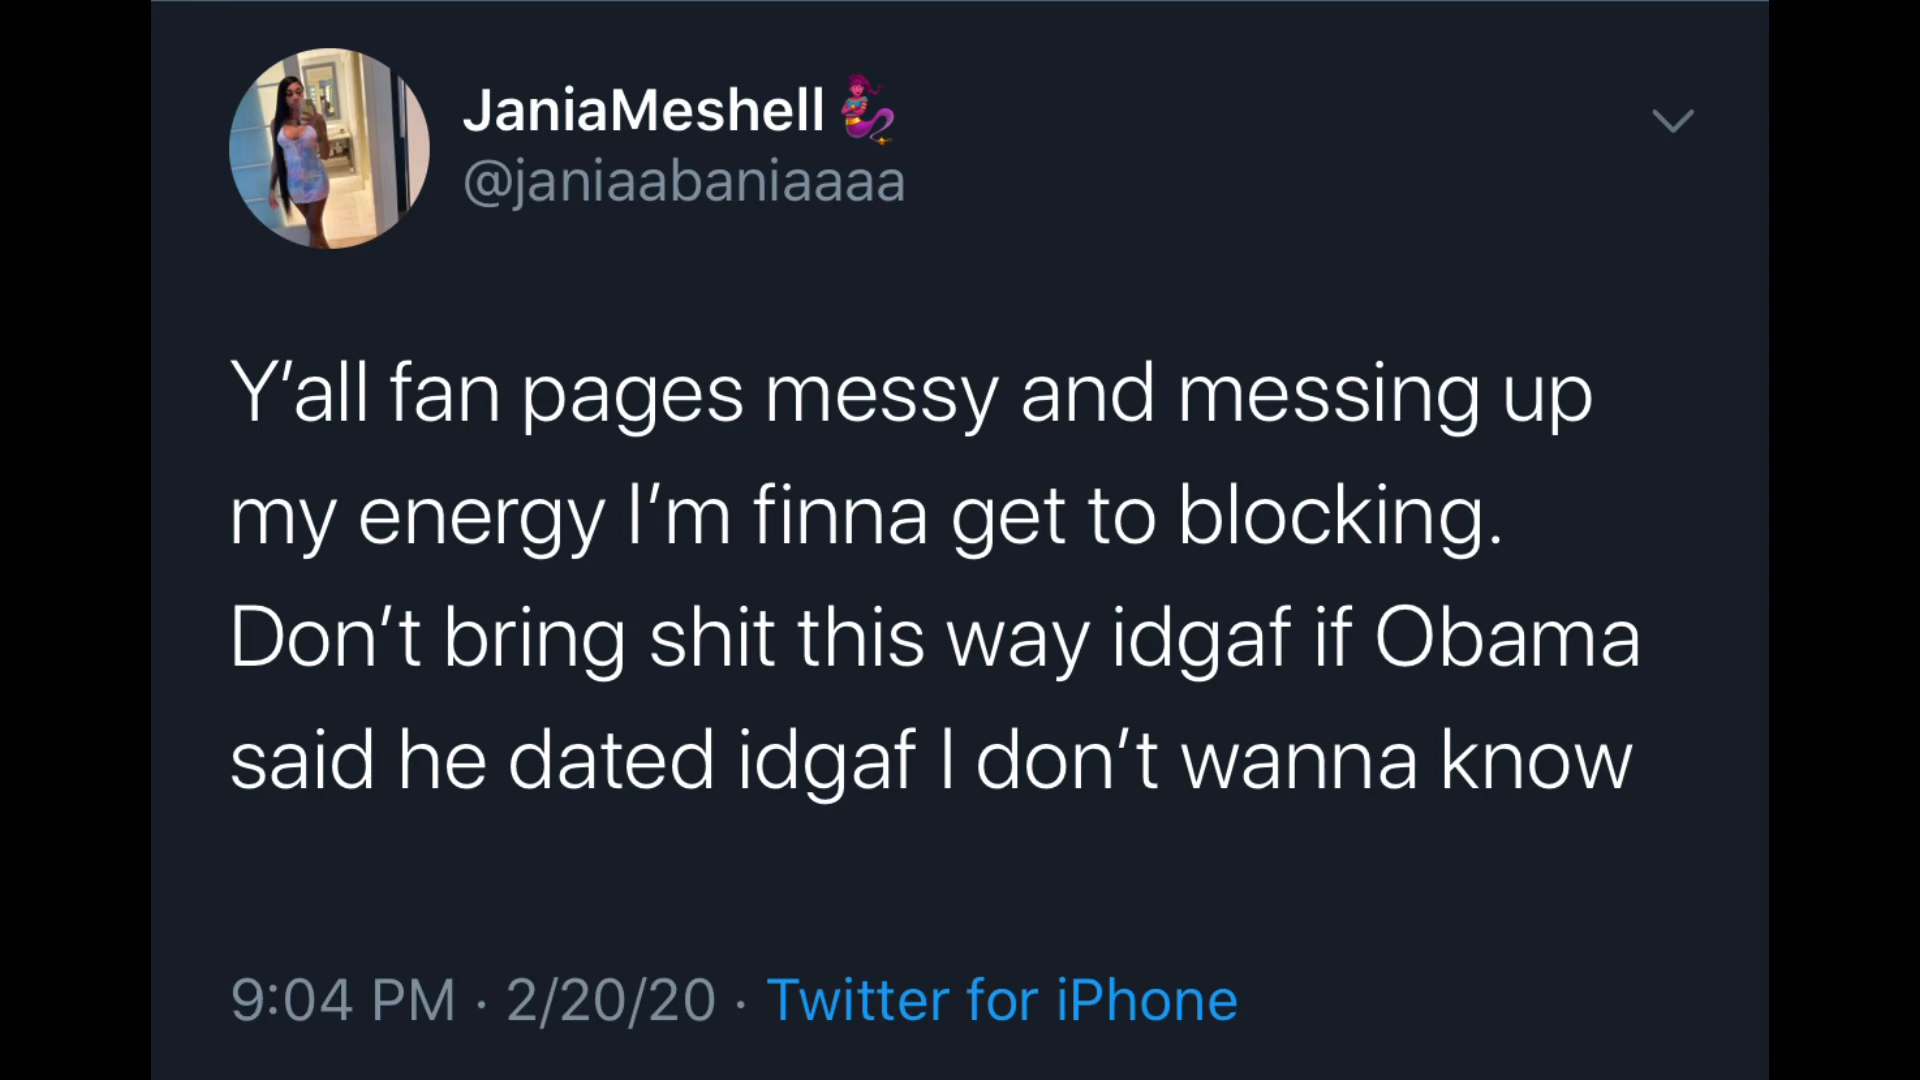 JaniaMeshell🧞‍♀️
@janiaabaniaaaa
Y’all fan pages messy and messing up
my energy I’m finna get to blocking.
Don’t bring shit this way idgaf if Obama
said he dated idgaf I don’t wanna know
9:04 PM · 2/20/20 · Twitter for iPhone